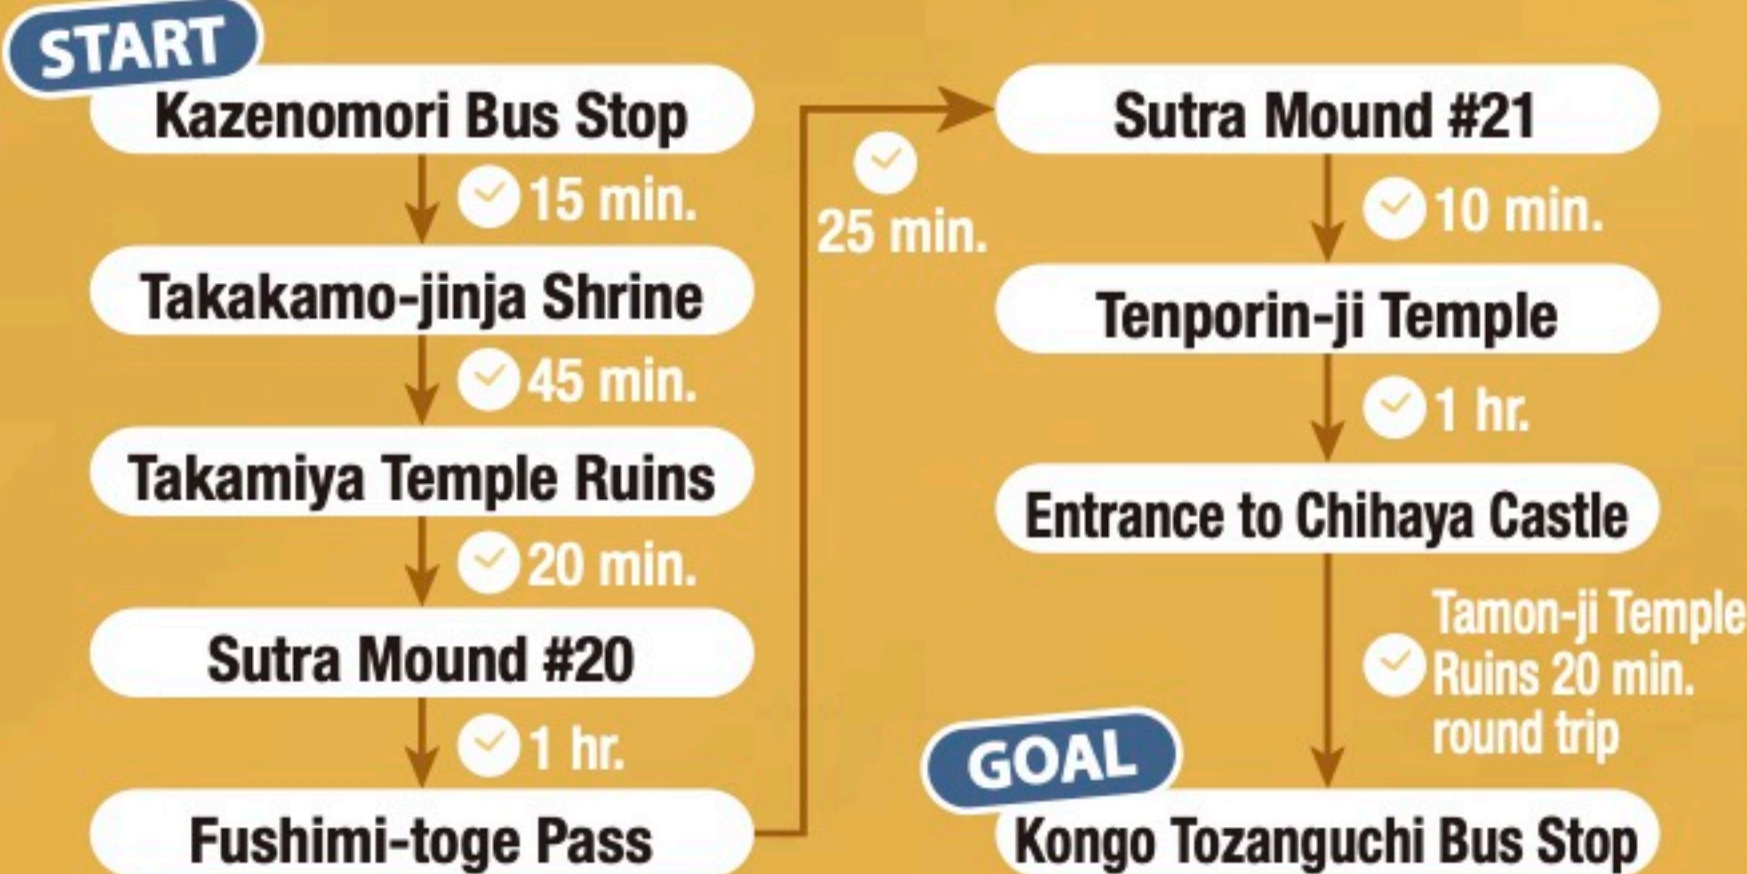 START
Kazenomori Bus Stop
15 min.
Takakamo-jinja Shrine
45 min.
Takamiya Temple Ruins
20 min.
Sutra Mound #20
1 hr.
Fushimi-toge Pass
25 min.
Sutra Mound #21
10 min.
Tenporin-ji Temple
1 hr.
Entrance to Chihaya Castle
Tamon-ji Temple
Ruins 20 min.
round trip
GOAL
Kongo Tozanguchi Bus Stop